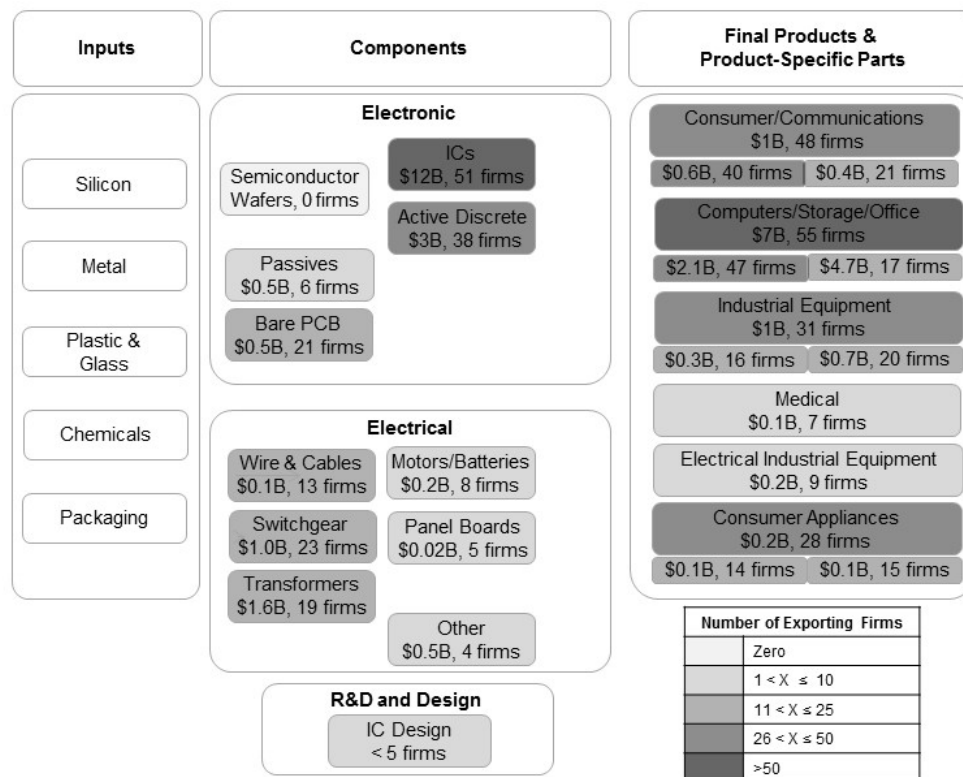 Inputs
Components
Final Products &
Product-Specific Parts
Silicon
Metal
Plastic &
Glass
Chemicals
Packaging
Electronic
Semiconductor
Wafers, 0 firms
ICs
$12B, 51 firms
Active Discrete
$3B, 38 firms
Passives
$0.5B, 6 firms
Bare PCB
$0.5B, 21 firms
Electrical
Wire & Cables
$0.1B, 13 firms
Motors/Batteries
$0.2B, 8 firms
Switchgear
$1.0B, 23 firms
Panel Boards
$0.02B, 5 firms
Transformers
$1.6B, 19 firms
Other
$0.5B, 4 firms
R&D and Design
IC Design
< 5 firms
Consumer/Communications
$1B, 48 firms
$0.6B, 40 firms
$0.4B, 21 firms
Computers/Storage/Office
$7B, 55 firms
$2.1B, 47 firms
$4.7B, 17 firms
Industrial Equipment
$1B, 31 firms
$0.3B, 16 firms
$0.7B, 20 firms
Medical
$0.1B, 7 firms
Electrical Industrial Equipment
$0.2B, 9 firms
Consumer Appliances
$0.2B, 28 firms
$0.1B, 14 firms
$0.1B, 15 firms
Number of Exporting Firms
Zero
1 < X ≤ 10
11 < X ≤ 25
26 < X ≤ 50
>50